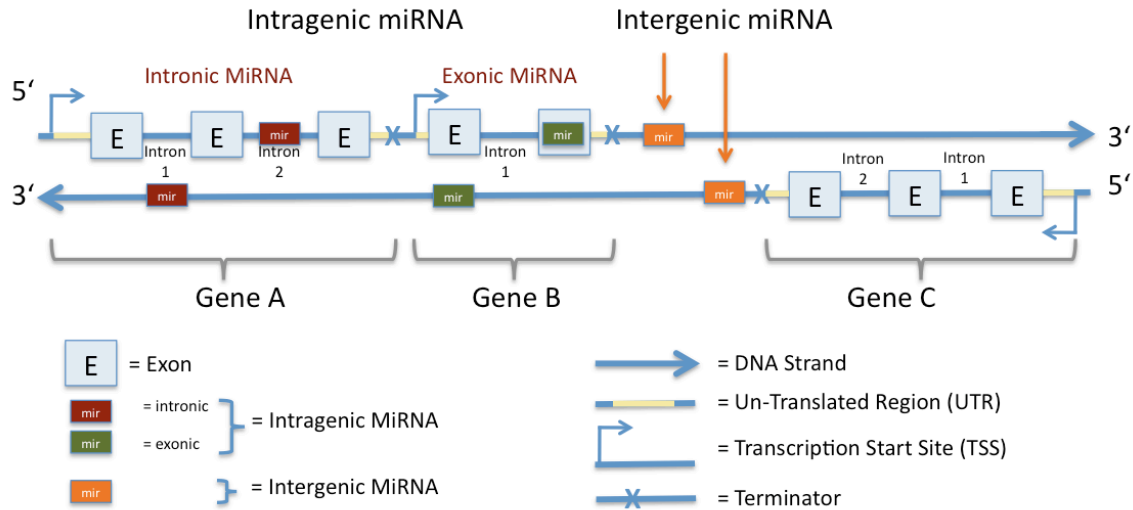 Intragenic miRNA Intergenic miRNA
Intronic MiRNA Exonic MiRNA
5‘
E E mir E E mir mir
3‘
Intron 1 Intron 2 Intron 1
Intron 2 Intron 1
3‘ mir mir mir E E E 5‘
Gene A Gene B Gene C
E = Exon
mir = intronic
mir = exonic
= Intragenic MiRNA
mir = Intergenic MiRNA
= DNA Strand
= Un-Translated Region (UTR)
= Transcription Start Site (TSS)
= Terminator